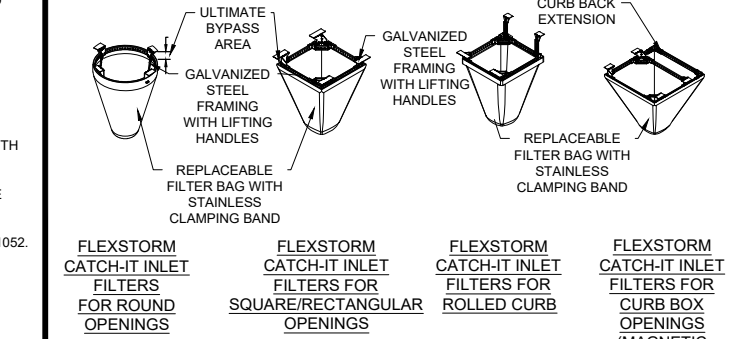 ULTIMATE
BYPASS
AREA
GALVANIZED
STEEL
FRAMING
WITH LIFTING
HANDLES
GALVANIZED
STEEL
FRAMING
WITH LIFTING
HANDLES
CURB BACK
EXTENSION
REPLACEABLE
FILTER BAG WITH
STAINLESS
CLAMPING BAND
REPLACEABLE
FILTER BAG WITH
STAINLESS
CLAMPING BAND
TH
E
1052.
FLEXSTORM
CATCH-IT INLET
FILTERS
FOR ROUND
OPENINGS
FLEXSTORM
CATCH-IT INLET
FILTERS FOR
SQUARE/RECTANGULAR
OPENINGS
FLEXSTORM
CATCH-IT INLET
FILTERS FOR
ROLLED CURB
FLEXSTORM
CATCH-IT INLET
FILTERS FOR
CURB BOX
OPENINGS
(MAGNETIC